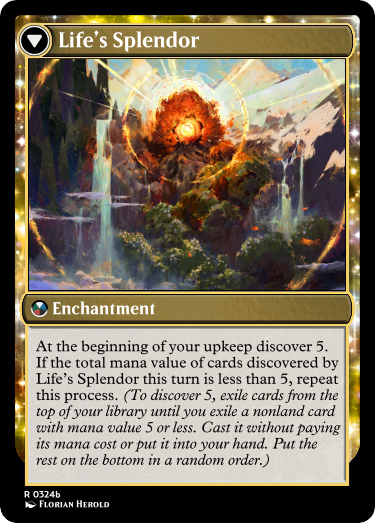 Life's Splendor
Enchantment
At the beginning of your upkeep discover 5.
If the total mana value of cards discovered by
Life's Splendor this turn is less than 5, repeat
this process. (To discover 5, exile cards from the
top of your library until you exile a nonland card
with mana value 5 or less. Cast it without paying
its mana cost or put it into your hand. Put the
rest on the bottom in a random order.)
R 0324b
Florian Herold